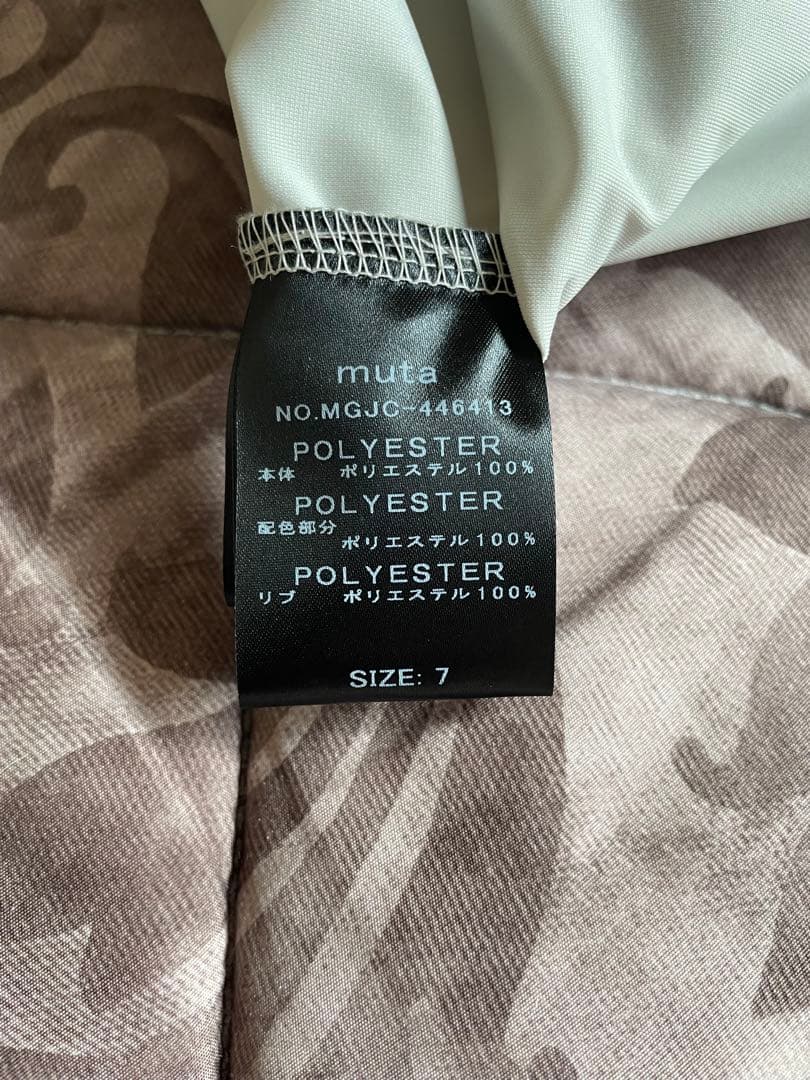 muta
NO.MGJC-446413
POLYESTER
本体 ポリエステル100%
POLYESTER
配色部分
ポリエステル100%
POLYESTER
リブ ポリエステル100%
SIZE: 7